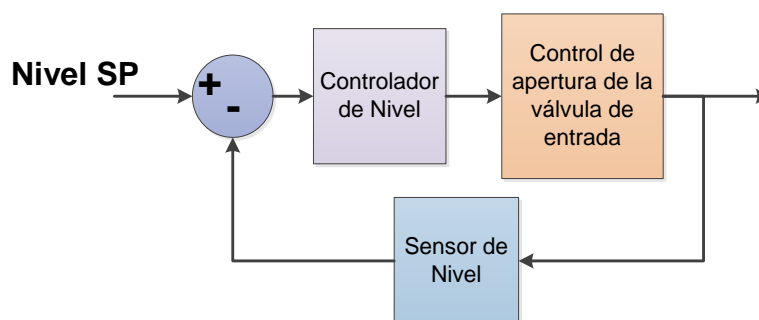 Nivel SP
+
-
Controlador
de Nivel
Control de
apertura de la
válvula de
entrada
Sensor de
Nivel